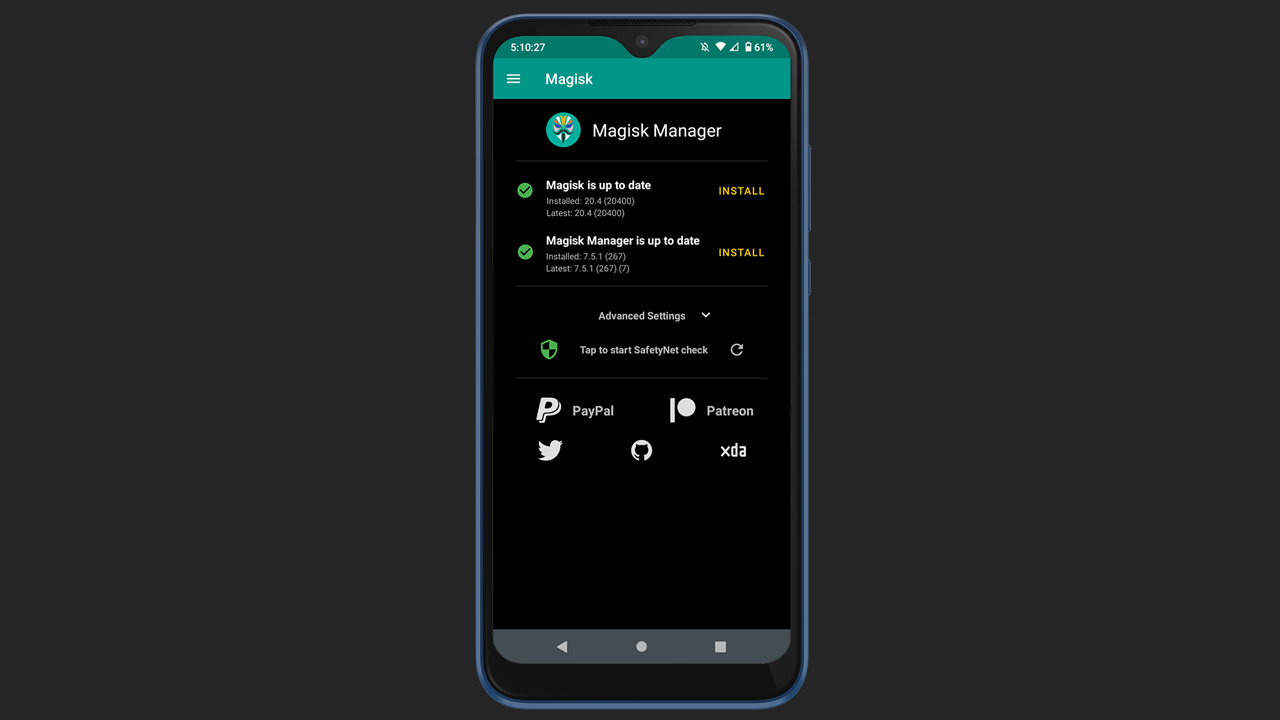 5:10:27
61%
Magisk
Magisk Manager
Magisk is up to date
INSTALL
Installed: 20.4 (20400)
Latest: 20.4 (20400)
Magisk Manager is up to date
INSTALL
Installed: 7.5.1 (267)
Latest: 7.5.1 (267) (7)
Advanced Settings
Tap to start SafetyNet check
PayPal
Patreon
xda